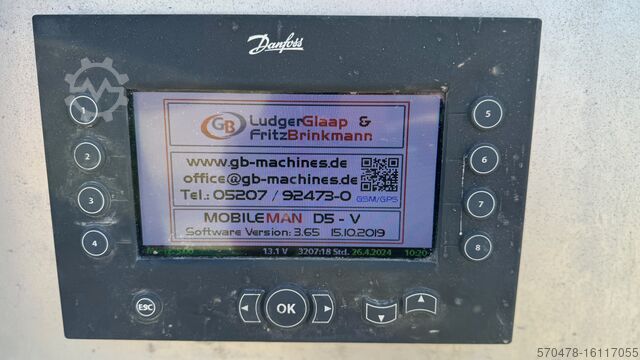 Danfoss
GB LudgerGlaap &
FritzBrinkmann
www.gb-machines.de
office@gb-machines.de
Tel.: 05207 / 92473-0
GSM/GPS
MOBILEMAN D5 - V
Software Version: 3.65 15.10.2019
13.1 V 3207:18 Std. 26.4.2024 10:20
1
2
3
4
5
6
7
8
ESC
OK
570478-16117055